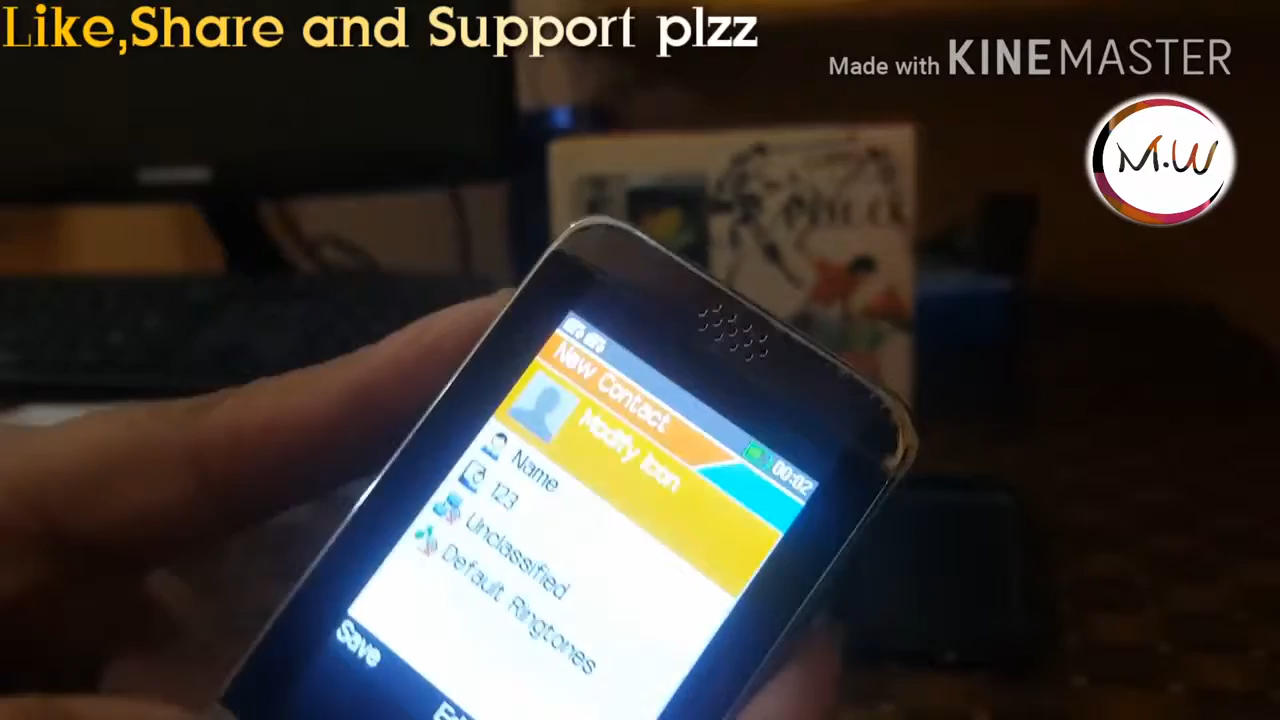 Like,Share and Support plzz
Made with KINEMASTER
M.W
New Contact
00:02
Modify Icon
Name
123
Unclassified
Default Ringtones
Save